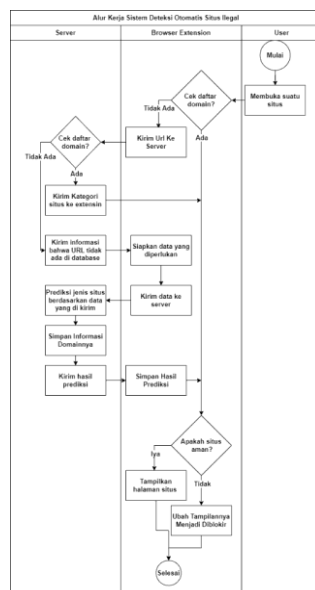 Alur Kerja Sistem Deteksi Otomatis Situs Ilegal
Server
Browser Extension
User
Mulai
Membuka suatu
situs
Cek daftar
domain?
Tidak Ada
Ada
Kirim Url Ke
Server
Cek daftar
domain?
Tidak Ada
Ada
Kirim Kategori
situs ke extensin
Kirim informasi
bahwa URL tidak
ada di database
Siapkan data yang
diperlukan
Kirim data ke
server
Prediksi jenis situs
berdasarkan data
yang di kirim
Simpan Informasi
Domainnya
Kirim hasil
prediksi
Simpan Hasil
Prediksi
Apakah situs
aman?
Iya
Tidak
Tampilkan
halaman situs
Ubah Tampilannya
Menjadi Diblokir
Selesai